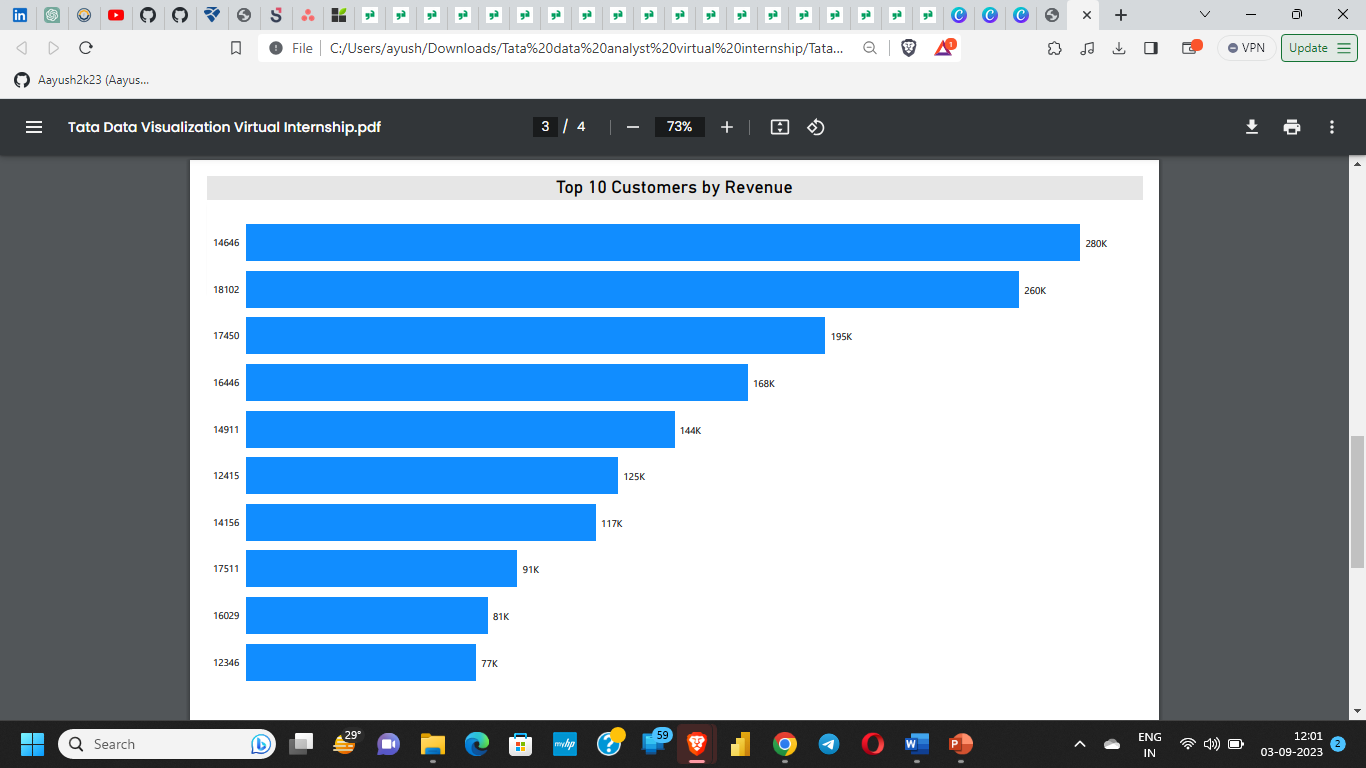 File
C:/Users/ayush/Downloads/Tata%20data%20analyst%20virtual%20internship/Tata...
1
VPN
Update
Aayush2k23 (Aayus...
Tata Data Visualization Virtual Internship.pdf
3 / 4
73%
Top 10 Customers by Revenue
14646 280K
18102 260K
17450 195K
16446 168K
14911 144K
12415 125K
14156 117K
17511 91K
16029 81K
12346 77K
Search
29°
myhp
59
ENG
IN
12:01
03-09-2023
2